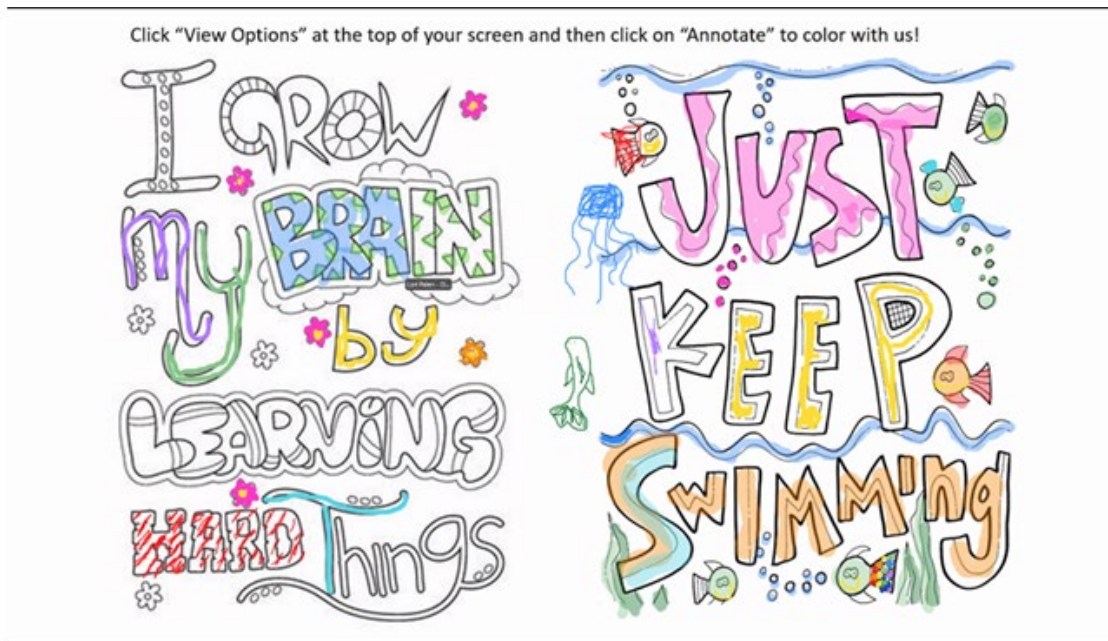 Click “View Options” at the top of your screen and then click on “Annotate” to color with us!
I GROW
MY BRAIN
by
LEARNiNG
HARD Things
JUST
KEEP
SWIMMing